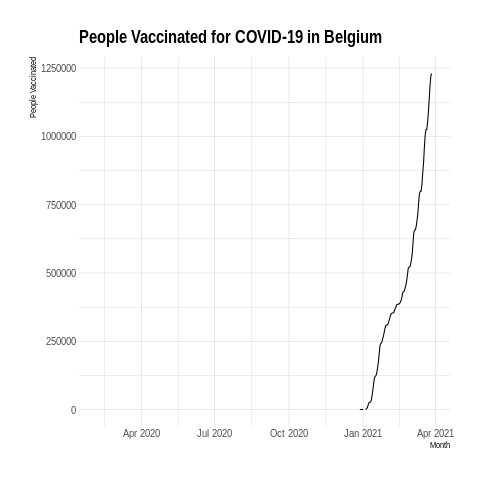 People Vaccinated for COVID-19 in Belgium
People Vaccinated
1250000
1000000
750000
500000
250000
0
Apr 2020 Jul 2020 Oct 2020 Jan 2021 Apr 2021
Month